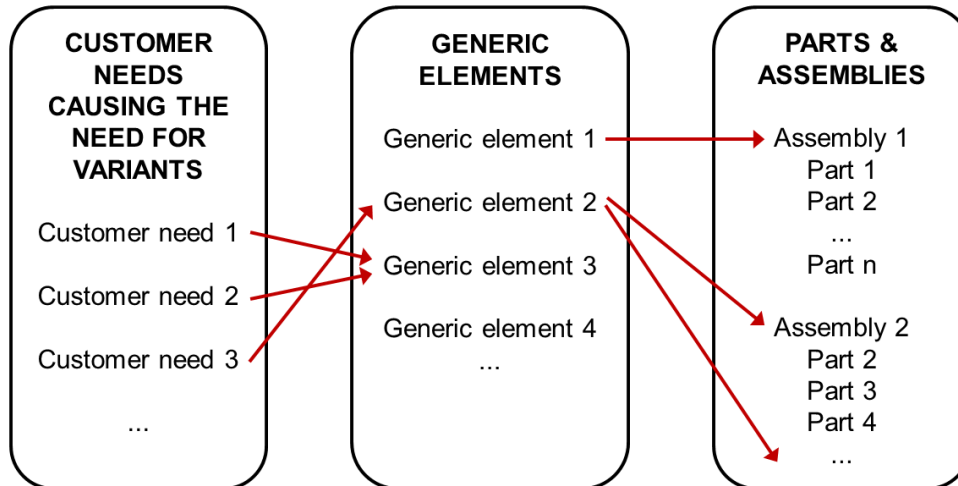 CUSTOMER
NEEDS
CAUSING THE
NEED FOR
VARIANTS
Customer need 1
Customer need 2
Customer need 3
...
GENERIC
ELEMENTS
Generic element 1
Generic element 2
Generic element 3
Generic element 4
...
PARTS &
ASSEMBLIES
Assembly 1
Part 1
Part 2
...
Part n
Assembly 2
Part 2
Part 3
Part 4
...